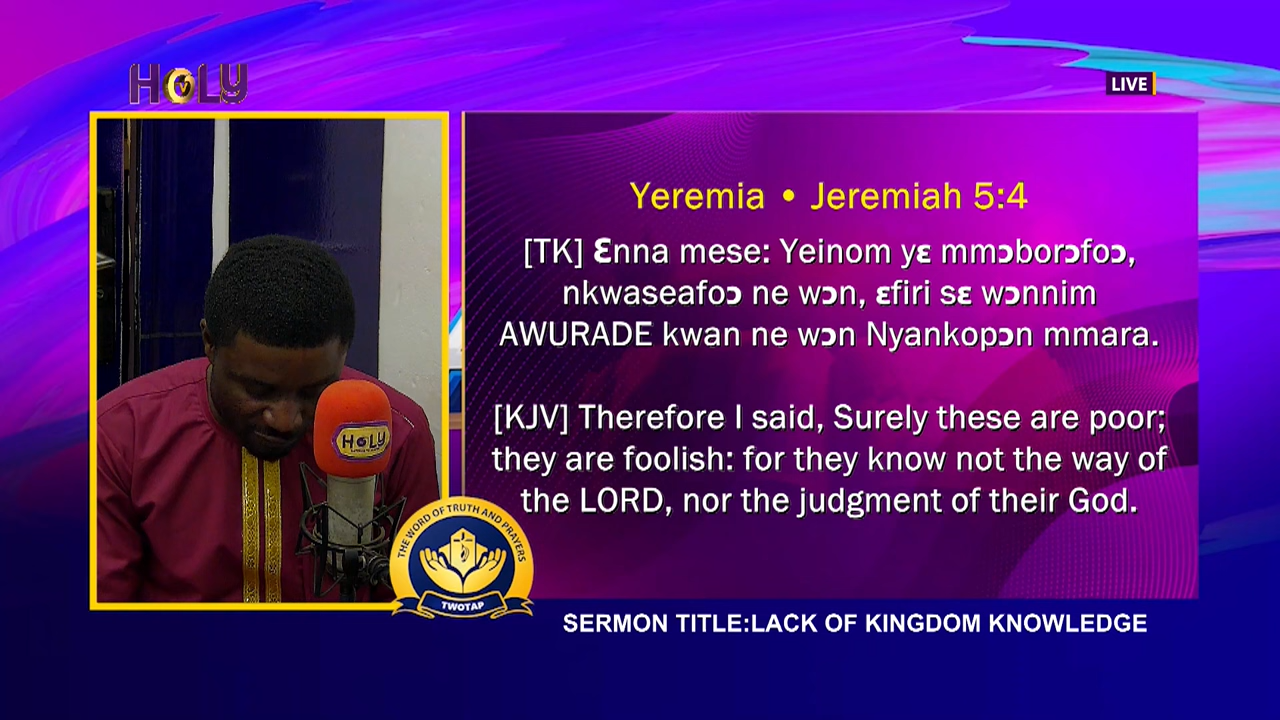 HOLY
LIVE
Yeremia • Jeremiah 5:4
[TK] Ɛnna mese: Yeinom yɛ mmɔborɔfoɔ,
nkwaseafoɔ ne wɔn, ɛfiri sɛ wɔnnim
AWURADE kwan ne wɔn Nyankopɔn mmara.
[KJV] Therefore I said, Surely these are poor;
they are foolish: for they know not the way of
the LORD, nor the judgment of their God.
HOLY
THE WORD OF TRUTH AND PRAYERS
TWOTAP
SERMON TITLE:LACK OF KINGDOM KNOWLEDGE